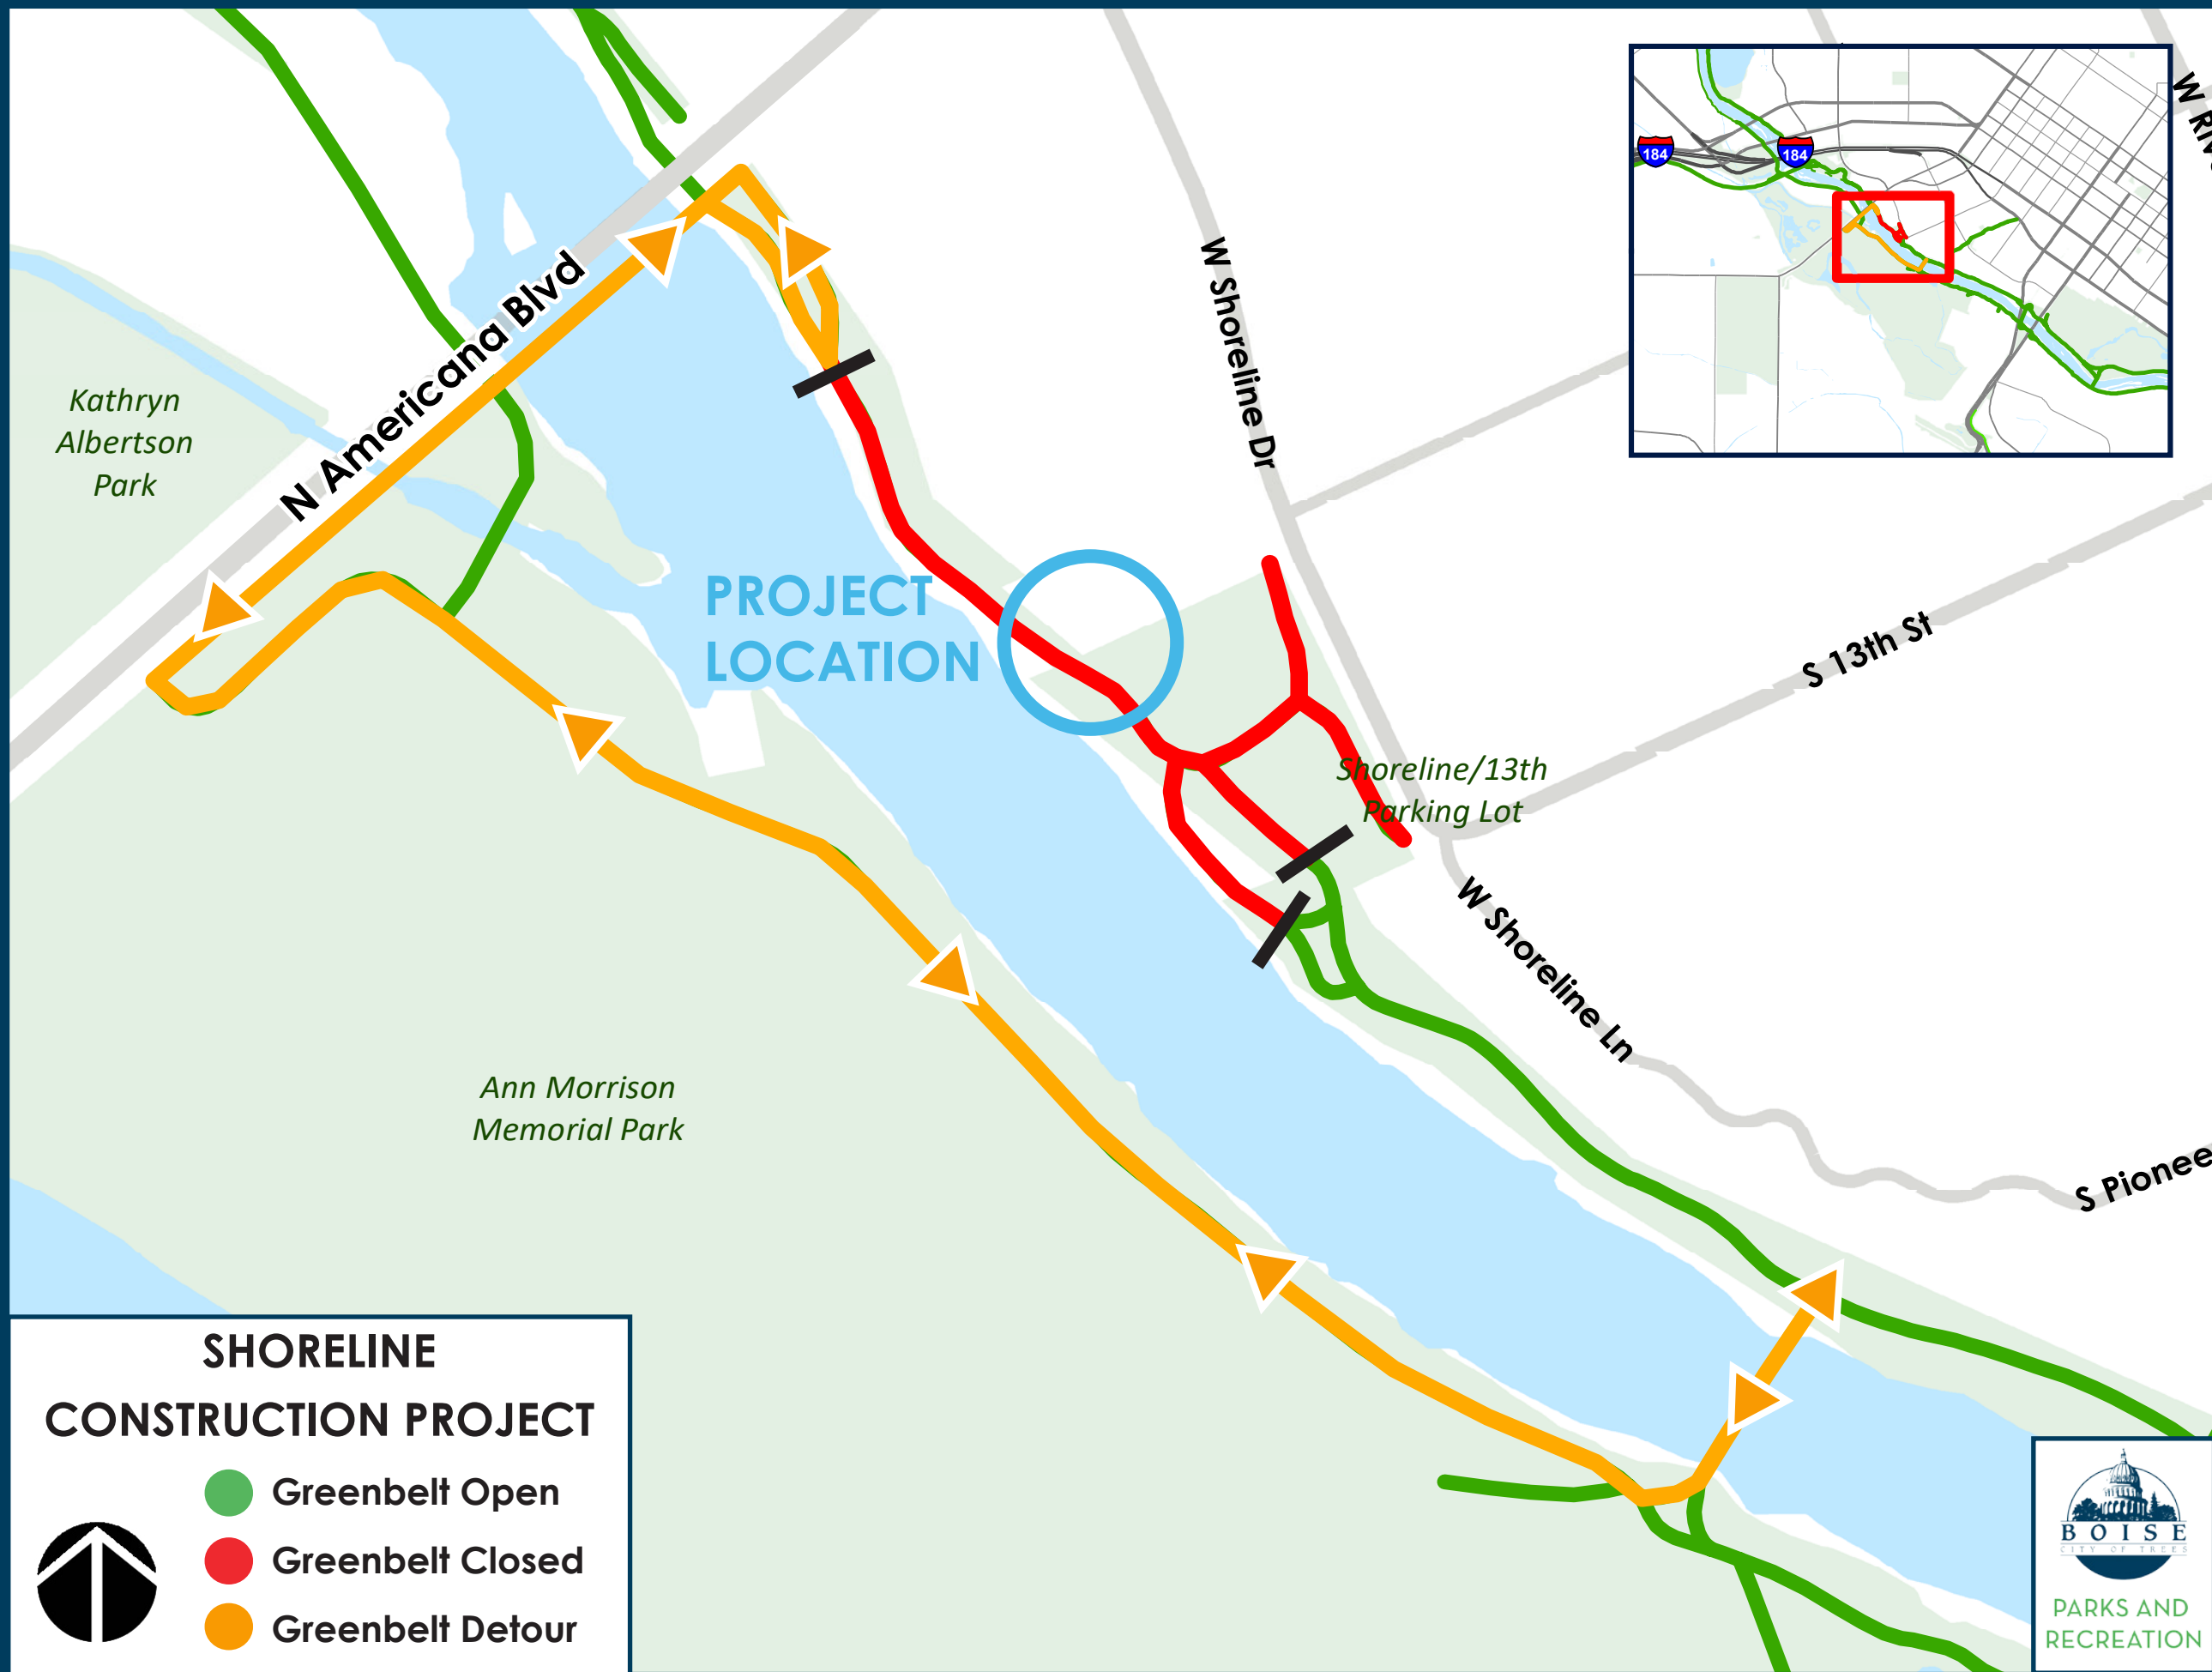 184
184
W Riv
N Americana Blvd
W Shoreline Dr
Kathryn
Albertson
Park
PROJECT
LOCATION
S 13th St
Shoreline/13th
Parking Lot
W Shoreline Ln
Ann Morrison
Memorial Park
S Pionee
SHORELINE
CONSTRUCTION PROJECT
Greenbelt Open
Greenbelt Closed
Greenbelt Detour
BOISE
CITY OF TREES
PARKS AND
RECREATION